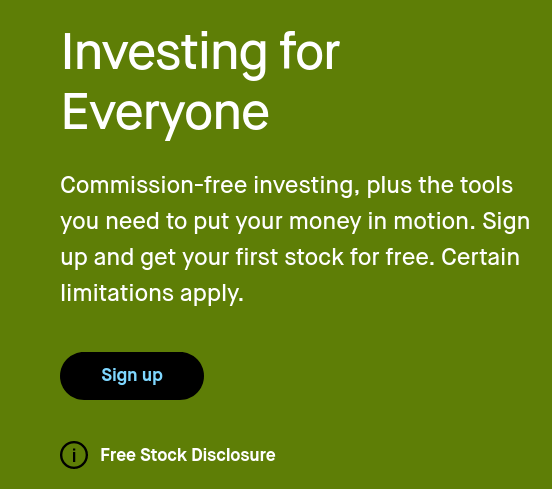 Investing for
Everyone
Commission-free investing, plus the tools
you need to put your money in motion. Sign
up and get your first stock for free. Certain
limitations apply.
Sign up
i Free Stock Disclosure